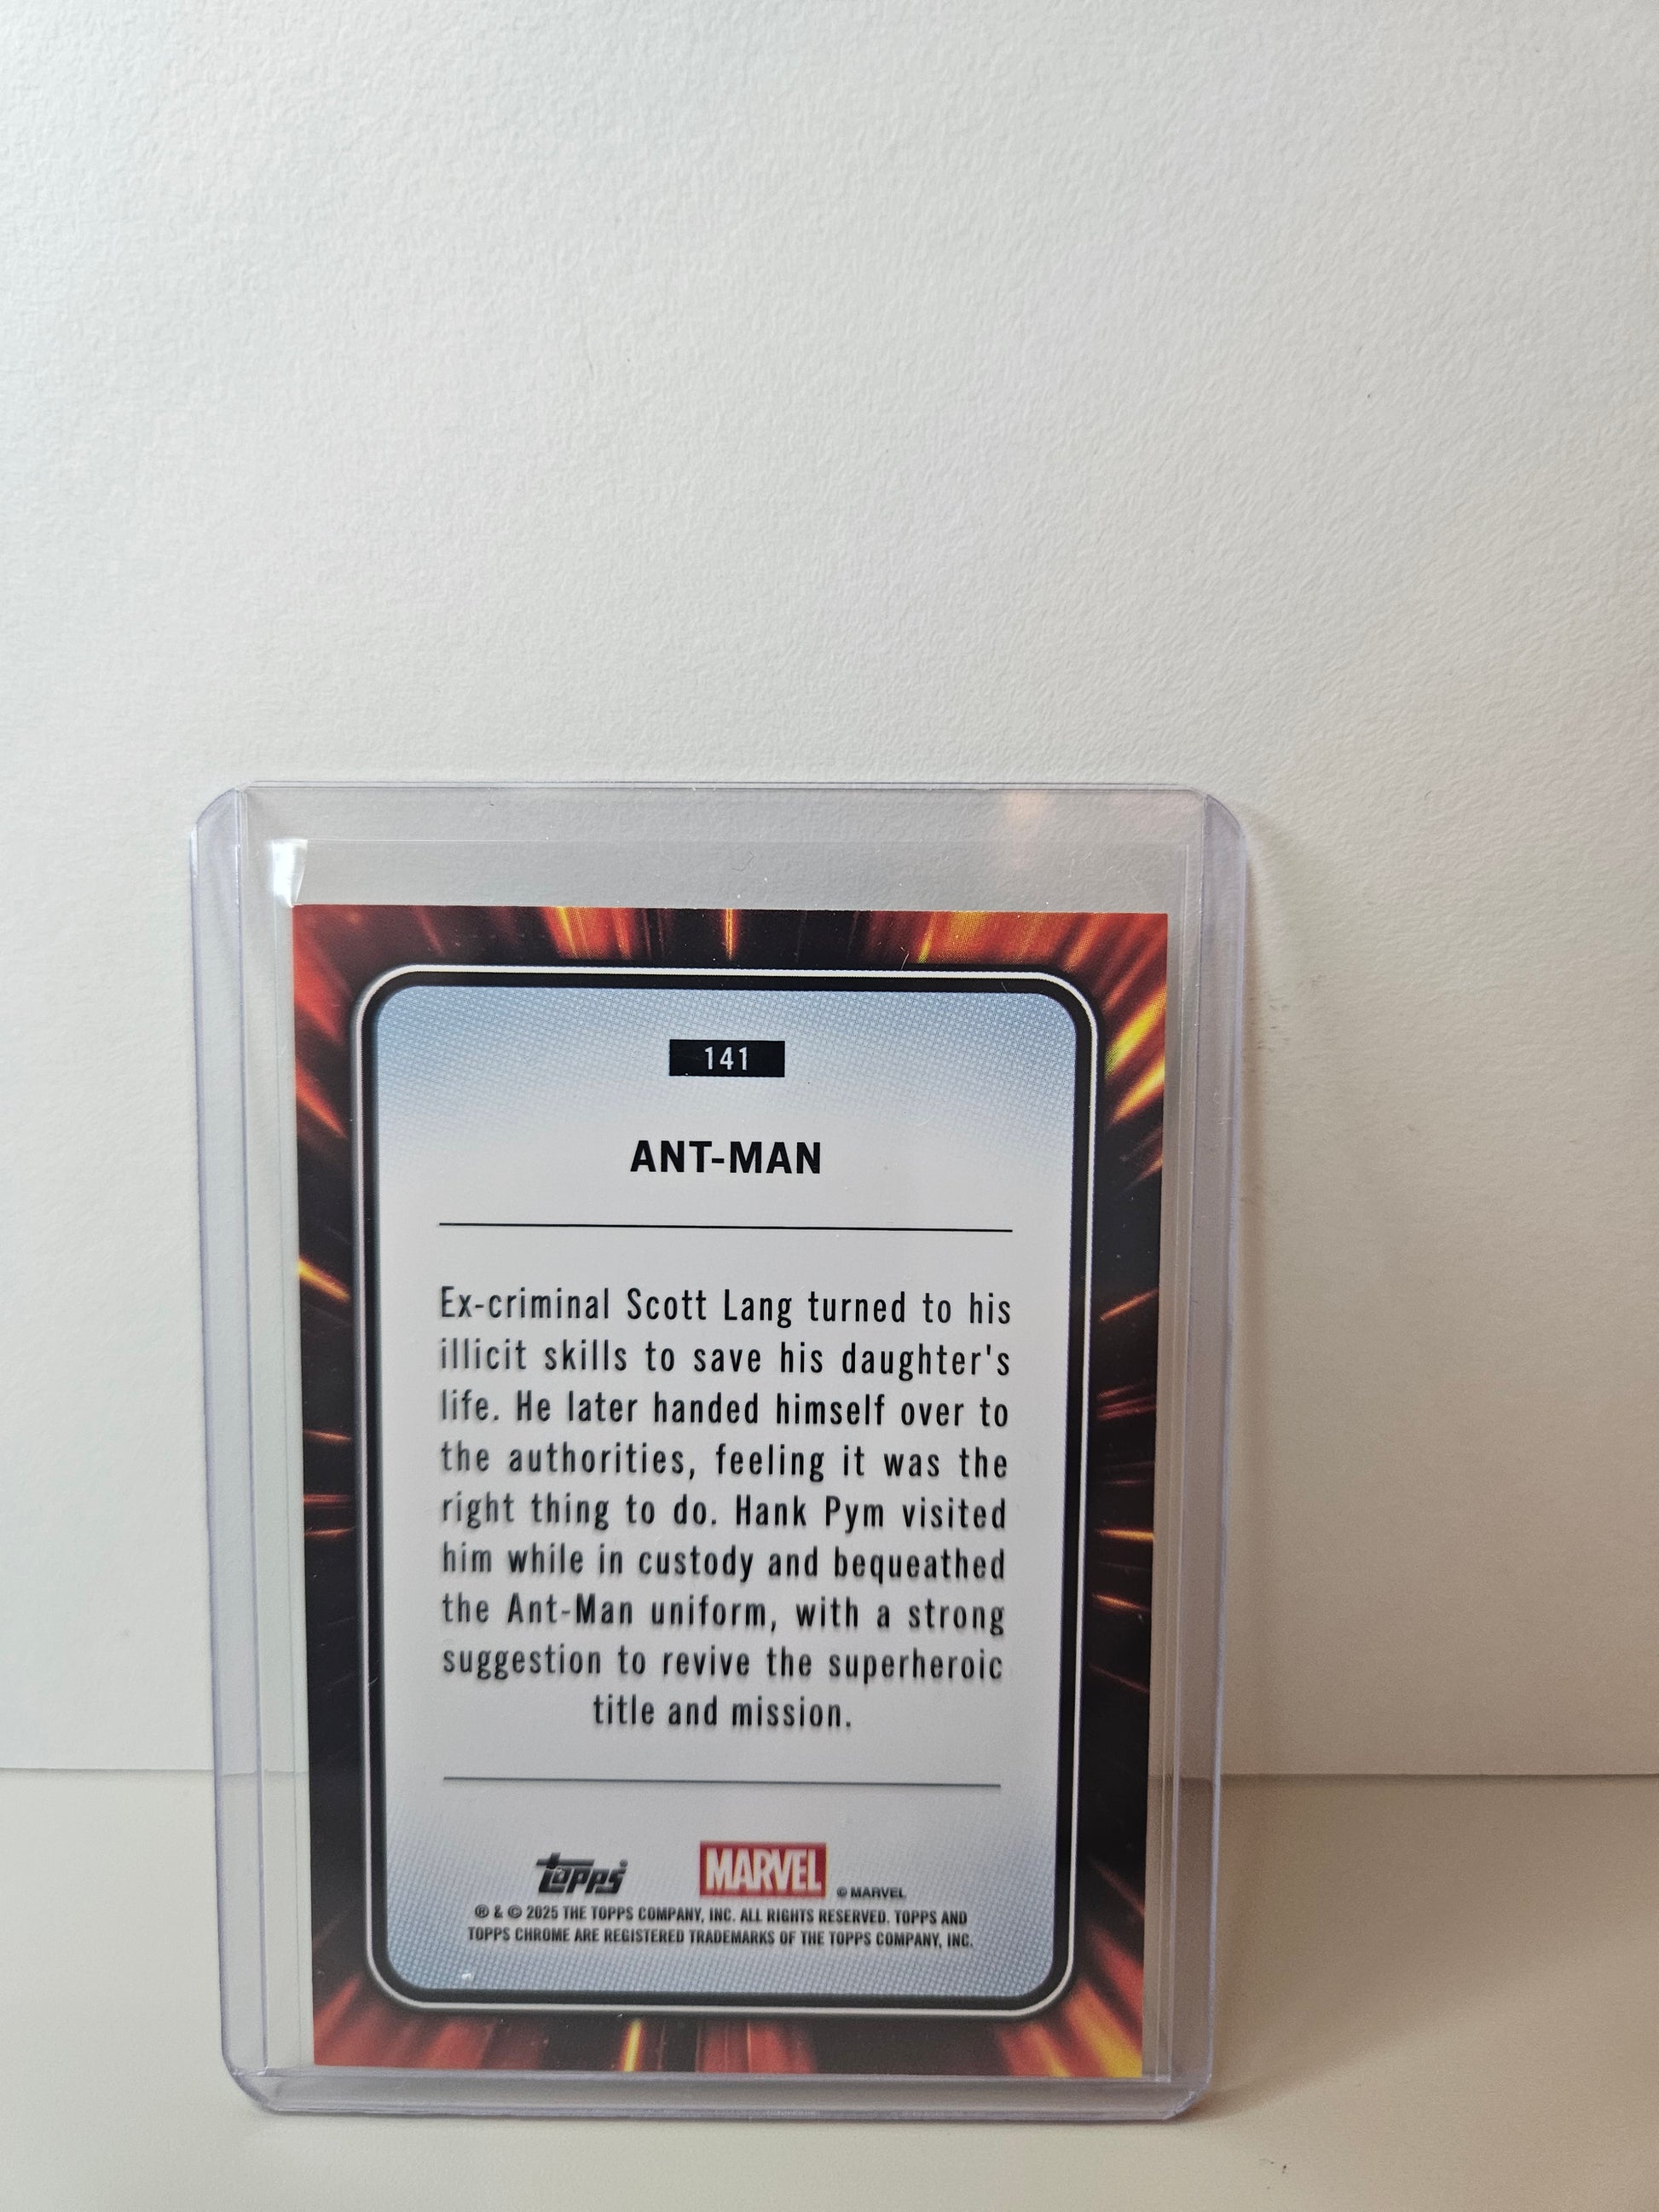 141
ANT-MAN
Ex-criminal Scott Lang turned to his
illicit skills to save his daughter's
life. He later handed himself over to
the authorities, feeling it was the
right thing to do. Hank Pym visited
him while in custody and bequeathed
the Ant-Man uniform, with a strong
suggestion to revive the superheroic
title and mission.
topps® MARVEL © MARVEL
® & © 2025 THE TOPPS COMPANY, INC. ALL RIGHTS RESERVED. TOPPS AND
TOPPS CHROME ARE REGISTERED TRADEMARKS OF THE TOPPS COMPANY, INC.